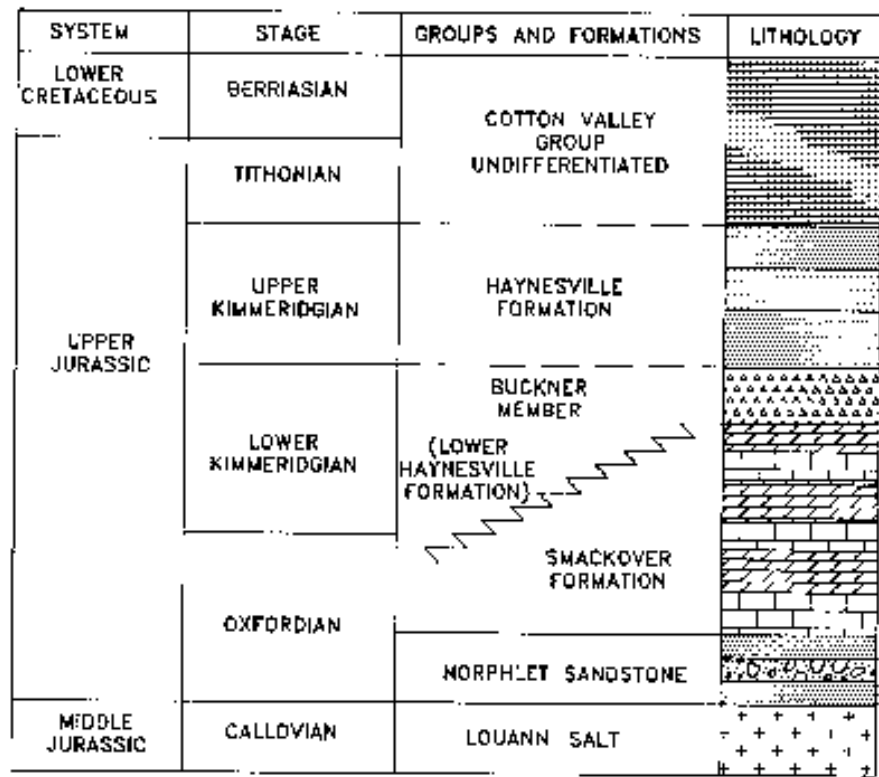 SYSTEM STAGE GROUPS AND FORMATIONS LITHOLOGY
LOWER
CRETACEOUS
BERRIASIAN
COTTON VALLEY
GROUP
UNDIFFERENTIATED
TITHONIAN
UPPER
JURASSIC
UPPER
KIMMERIDGIAN
HAYNESVILLE
FORMATION
LOWER
KIMMERIDGIAN
BUCKNER
MEMBER
(LOWER
HAYNESVILLE
FORMATION)
SMACKOVER
FORMATION
OXFORDIAN
NORPHLET SANDSTONE
MIDDLE
JURASSIC
CALLOVIAN
LOUANN SALT